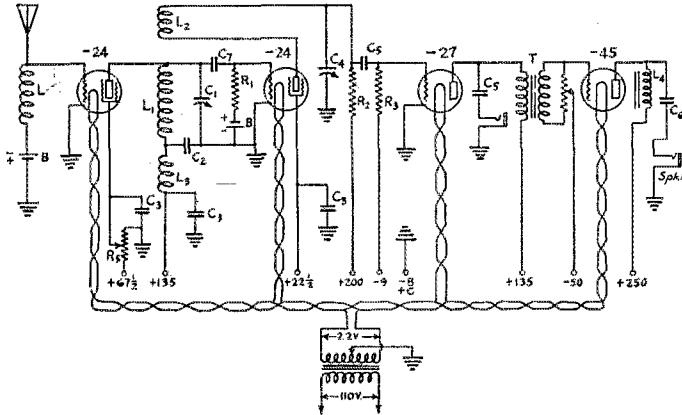 -24
-24
-27
-45
L
L₂
C₇
C₄
C₅
L₁
C₁
R₁
R₂
R₃
C₅
T
L₄
C₆
B
C₂
B
L₃
C₃
C₃
C₃
Spkr
+67½
+135
+22½
+200
-9
-B
+C
+135
-50
+250
2.2V
110V